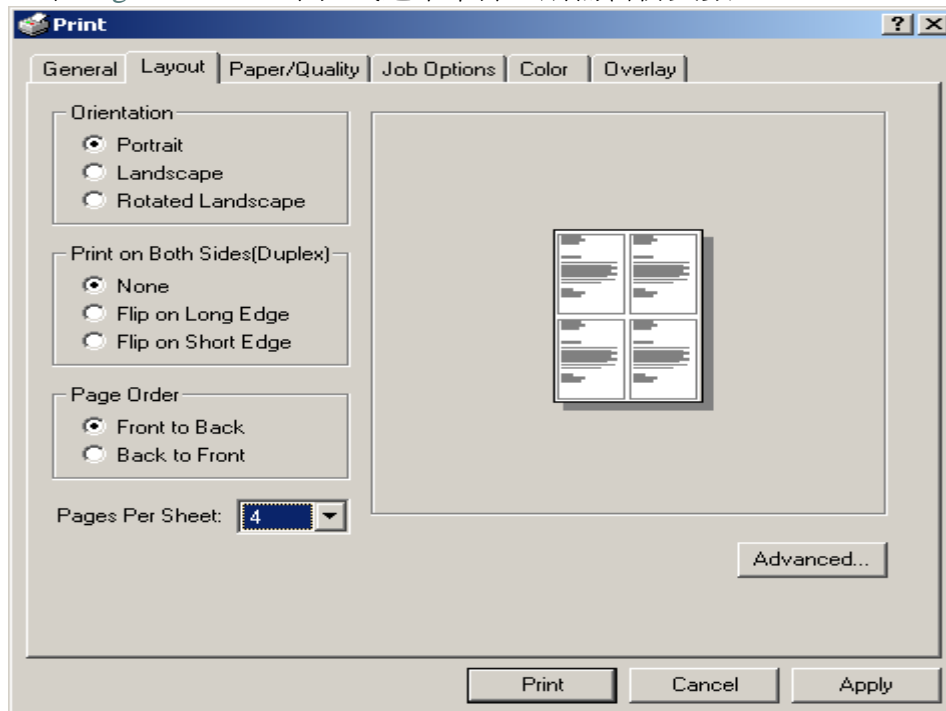 Print
General Layout Paper/Quality Job Options Color Overlay
Orientation
Portrait
Landscape
Rotated Landscape
Print on Both Sides(Duplex)
None
Flip on Long Edge
Flip on Short Edge
Page Order
Front to Back
Back to Front
Pages Per Sheet: 4
Advanced...
Print Cancel Apply